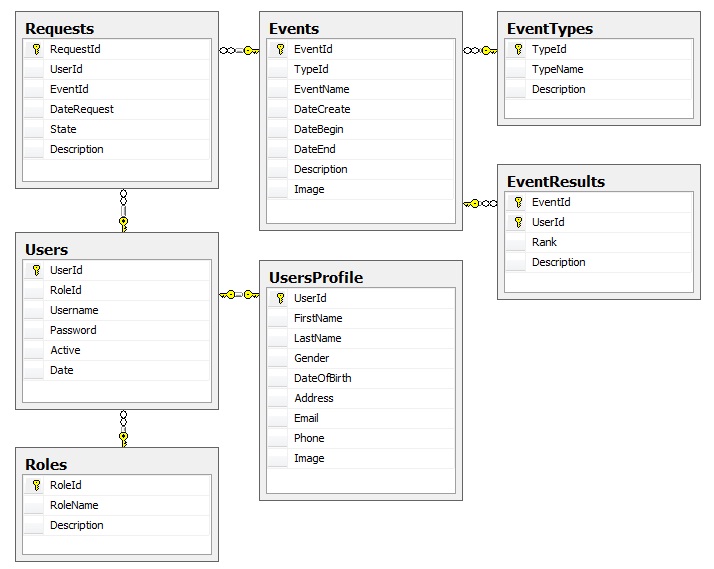 Requests
RequestId
UserId
EventId
DateRequest
State
Description
Events
EventId
TypeId
EventName
DateCreate
DateBegin
DateEnd
Description
Image
EventTypes
TypeId
TypeName
Description
EventResults
EventId
UserId
Rank
Description
Users
UserId
RoleId
Username
Password
Active
Date
UsersProfile
UserId
FirstName
LastName
Gender
DateOfBirth
Address
Email
Phone
Image
Roles
RoleId
RoleName
Description